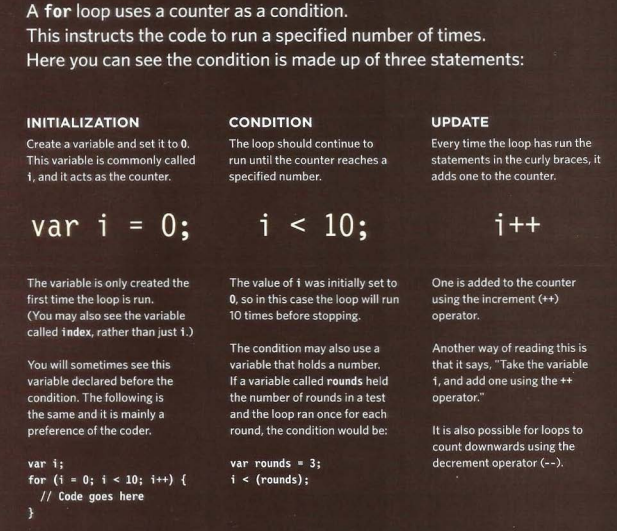 A for loop uses a counter as a condition.
This instructs the code to run a specified number of times.
Here you can see the condition is made up of three statements:
INITIALIZATION
Create a variable and set it to 0.
This variable is commonly called
i, and it acts as the counter.
var i = 0;
The variable is only created the
first time the loop is run.
(You may also see the variable
called index, rather than just i.)
You will sometimes see this
variable declared before the
condition. The following is
the same and it is mainly a
preference of the coder.
var i;
for (i = 0; i < 10; i++) {
// Code goes here
}
CONDITION
The loop should continue to
run until the counter reaches a
specified number.
i < 10;
The value of i was initially set to
0, so in this case the loop will run
10 times before stopping.
The condition may also use a
variable that holds a number.
If a variable called rounds held
the number of rounds in a test
and the loop ran once for each
round, the condition would be:
var rounds = 3;
i < (rounds);
UPDATE
Every time the loop has run the
statements in the curly braces, it
adds one to the counter.
i++
One is added to the counter
using the increment (++)
operator.
Another way of reading this is
that it says, "Take the variable
i, and add one using the ++
operator."
It is also possible for loops to
count downwards using the
decrement operator (--).